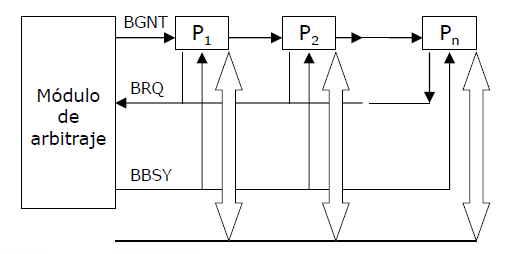 BGNT
P1
P2
Pn
Módulo
de
arbitraje
BRQ
BBSY